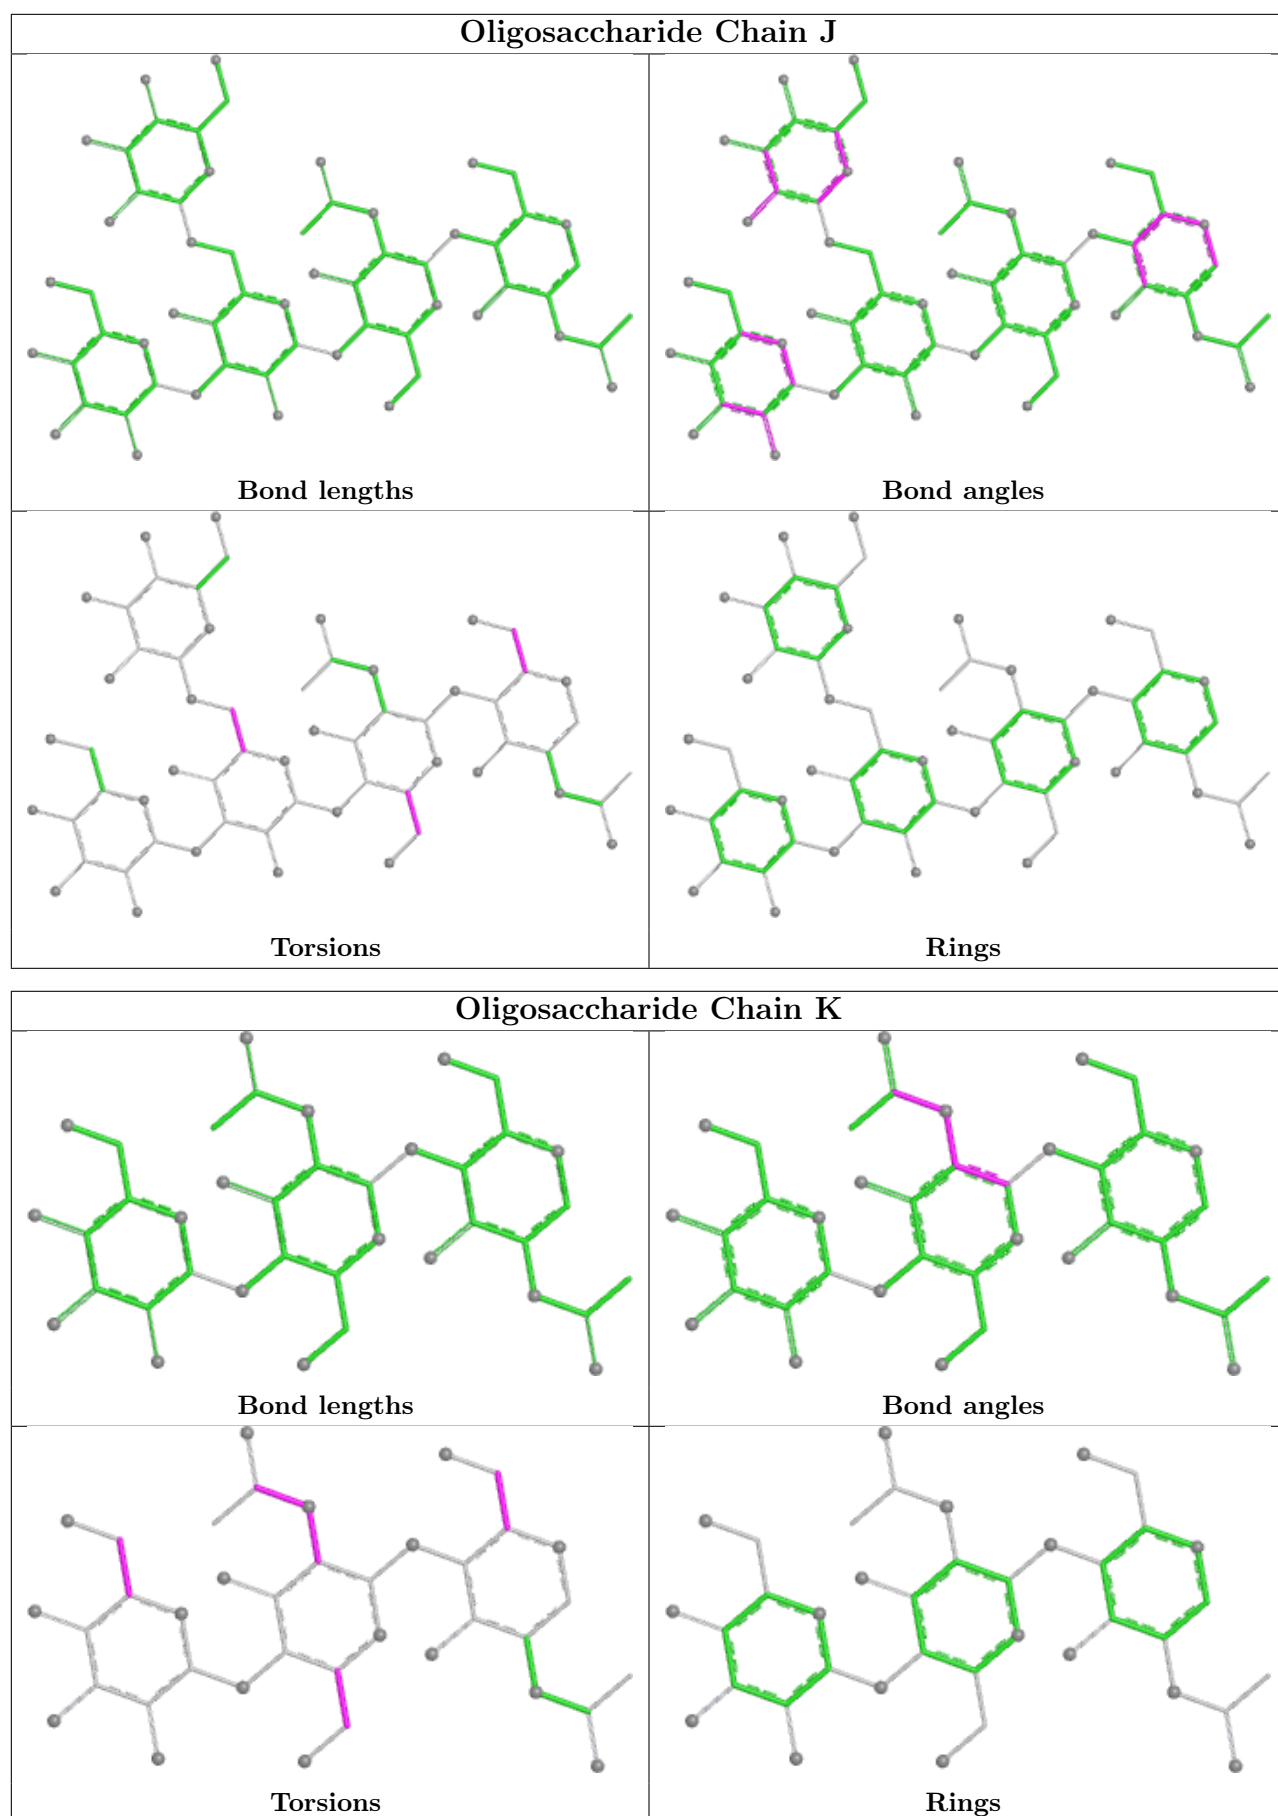 Oligosaccharide Chain J
Bond lengths
Bond angles
Torsions
Rings
Oligosaccharide Chain K
Bond lengths
Bond angles
Torsions
Rings